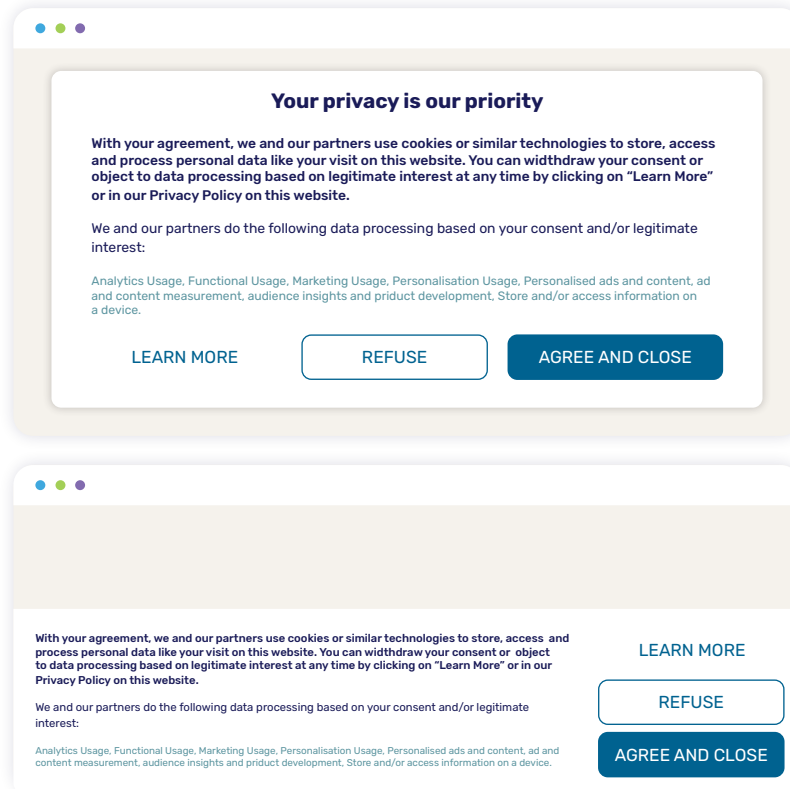 Your privacy is our priority
With your agreement, we and our partners use cookies or similar technologies to store, access
and process personal data like your visit on this website. You can widthdraw your consent or
object to data processing based on legitimate interest at any time by clicking on “Learn More”
or in our Privacy Policy on this website.
We and our partners do the following data processing based on your consent and/or legitimate
interest:
Analytics Usage, Functional Usage, Marketing Usage, Personalisation Usage, Personalised ads and content, ad
and content measurement, audience insights and priduct development, Store and/or access information on
a device.
LEARN MORE
REFUSE
AGREE AND CLOSE
With your agreement, we and our partners use cookies or similar technologies to store, access and
process personal data like your visit on this website. You can widthdraw your consent or object
to data processing based on legitimate interest at any time by clicking on “Learn More” or in our
Privacy Policy on this website.
We and our partners do the following data processing based on your consent and/or legitimate
interest:
Analytics Usage, Functional Usage, Marketing Usage, Personalisation Usage, Personalised ads and content, ad and
content measurement, audience insights and priduct development, Store and/or access information on a device.
LEARN MORE
REFUSE
AGREE AND CLOSE